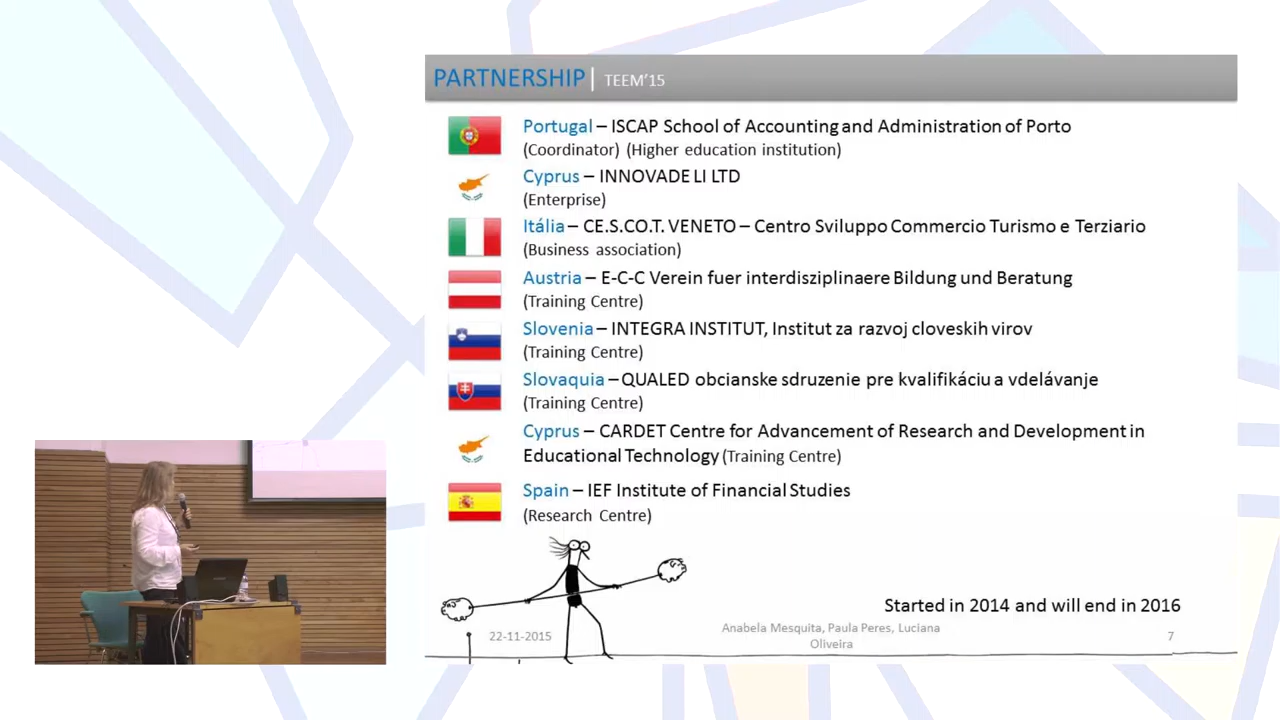 PARTNERSHIP| TEEM'15
Portugal – ISCAP School of Accounting and Administration of Porto
(Coordinator) (Higher education institution)
Cyprus – INNOVADE LI LTD
(Enterprise)
Itália – CE.S.CO.T. VENETO – Centro Sviluppo Commercio Turismo e Terziario
(Business association)
Austria – E-C-C Verein fuer interdisziplinaere Bildung und Beratung
(Training Centre)
Slovenia – INTEGRA INSTITUT, Institut za razvoj cloveskih virov
(Training Centre)
Slovaquia – QUALED obcianske sdruzenie pre kvalifikáciu a vdelávanje
(Training Centre)
Cyprus – CARDET Centre for Advancement of Research and Development in
Educational Technology (Training Centre)
Spain – IEF Institute of Financial Studies
(Research Centre)
Started in 2014 and will end in 2016
22-11-2015
Anabela Mesquita, Paula Peres, Luciana
Oliveira
7